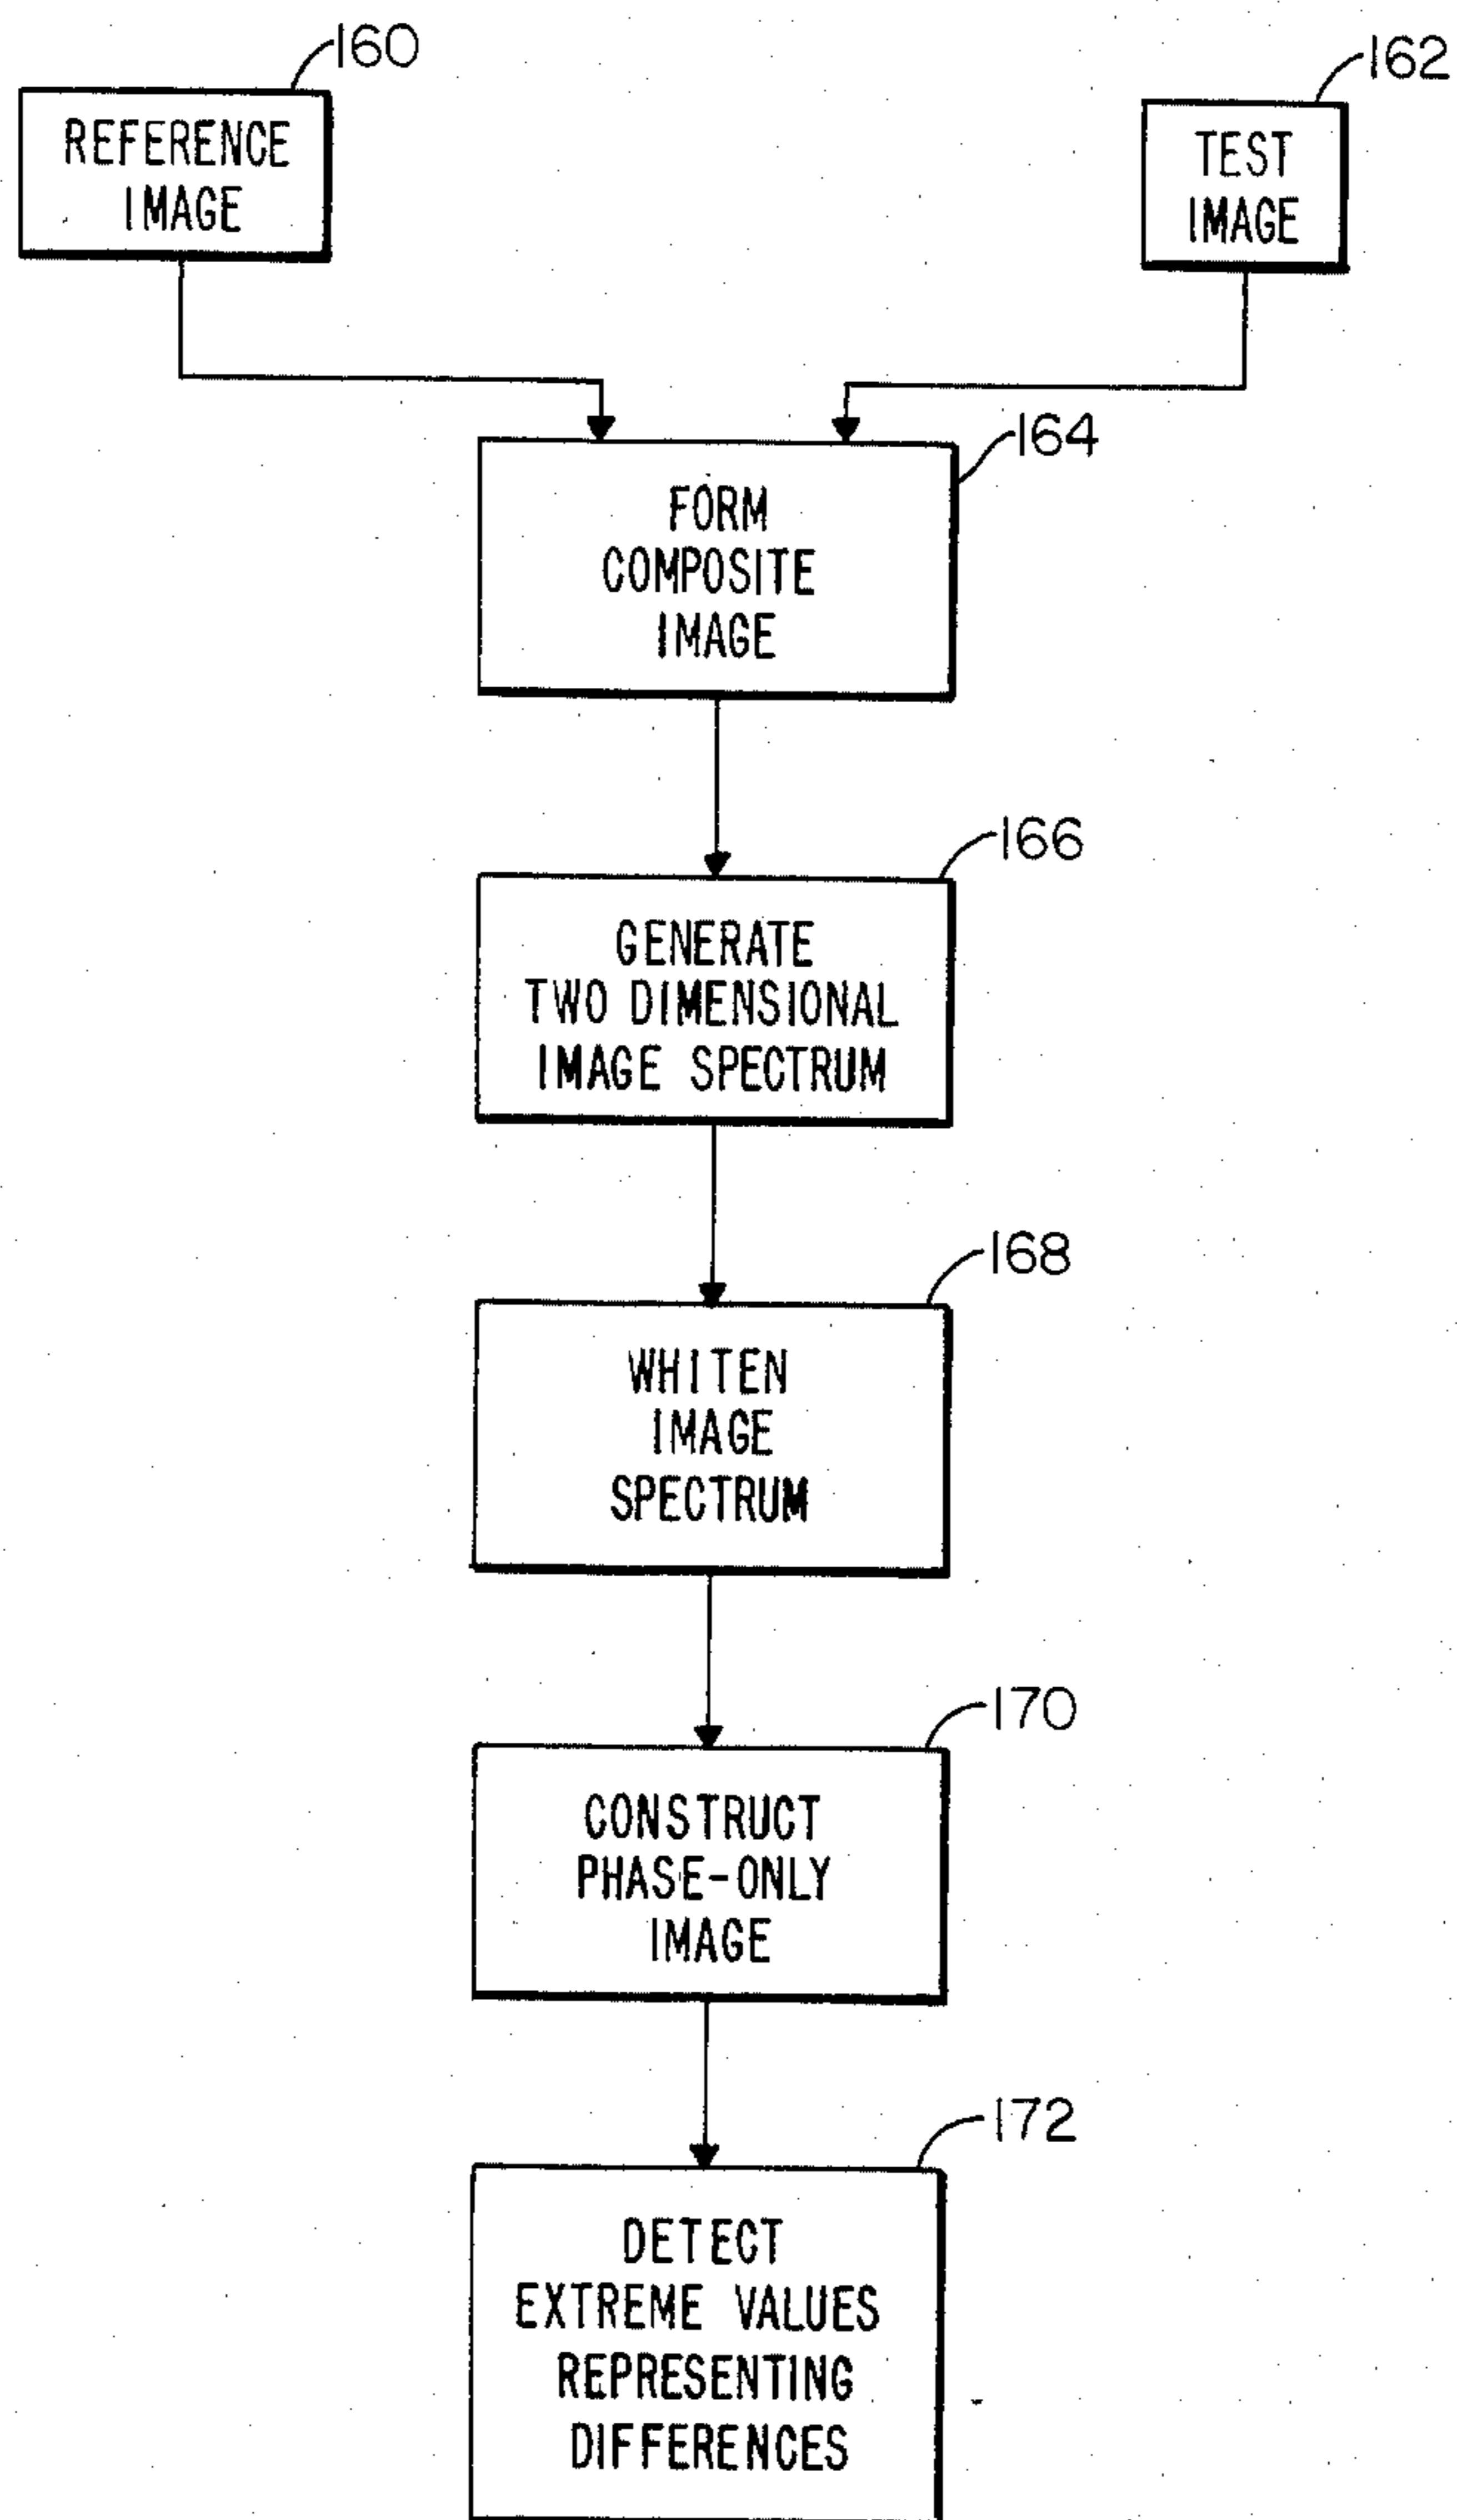 160
REFERENCE
IMAGE
162
TEST
IMAGE
164
FORM
COMPOSITE
IMAGE
166
GENERATE
TWO DIMENSIONAL
IMAGE SPECTRUM
168
WHITEN
IMAGE
SPECTRUM
170
CONSTRUCT
PHASE-ONLY
IMAGE
172
DETECT
EXTREME VALUES
REPRESENTING
DIFFERENCES